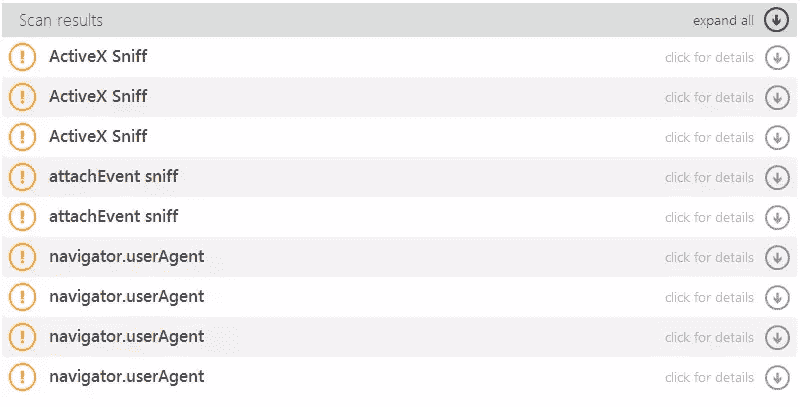 Scan results expand all
ActiveX Sniff click for details
ActiveX Sniff click for details
ActiveX Sniff click for details
attachEvent sniff click for details
attachEvent sniff click for details
navigator.userAgent click for details
navigator.userAgent click for details
navigator.userAgent click for details
navigator.userAgent click for details